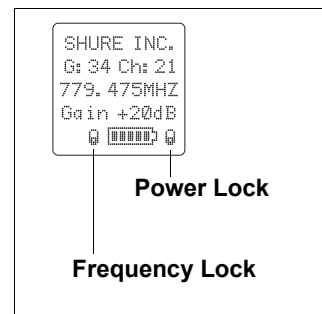 SHURE INC.
G: 34 Ch: 21
779.475MHZ
Gain +20dB
Power Lock
Frequency Lock